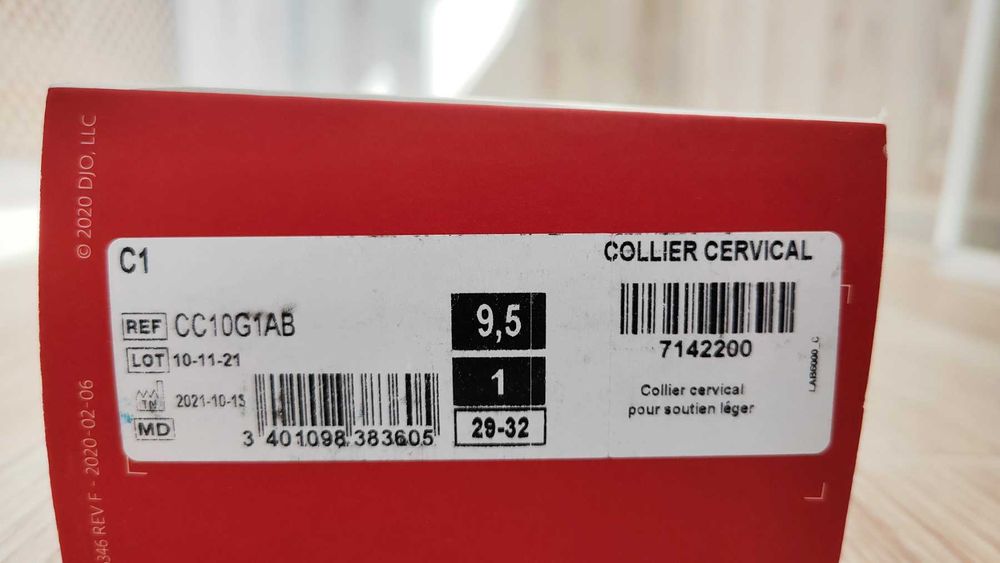 © 2020 DJO, LLC
346 REV F - 2020-02-06
C1
COLLIER CERVICAL
REF CC10G1AB
LOT 10-11-21
TN 2021-10-13
MD
3 401098 383605
9,5
1
29-32
7142200
Collier cervical
pour soutien léger
LAB6000_C